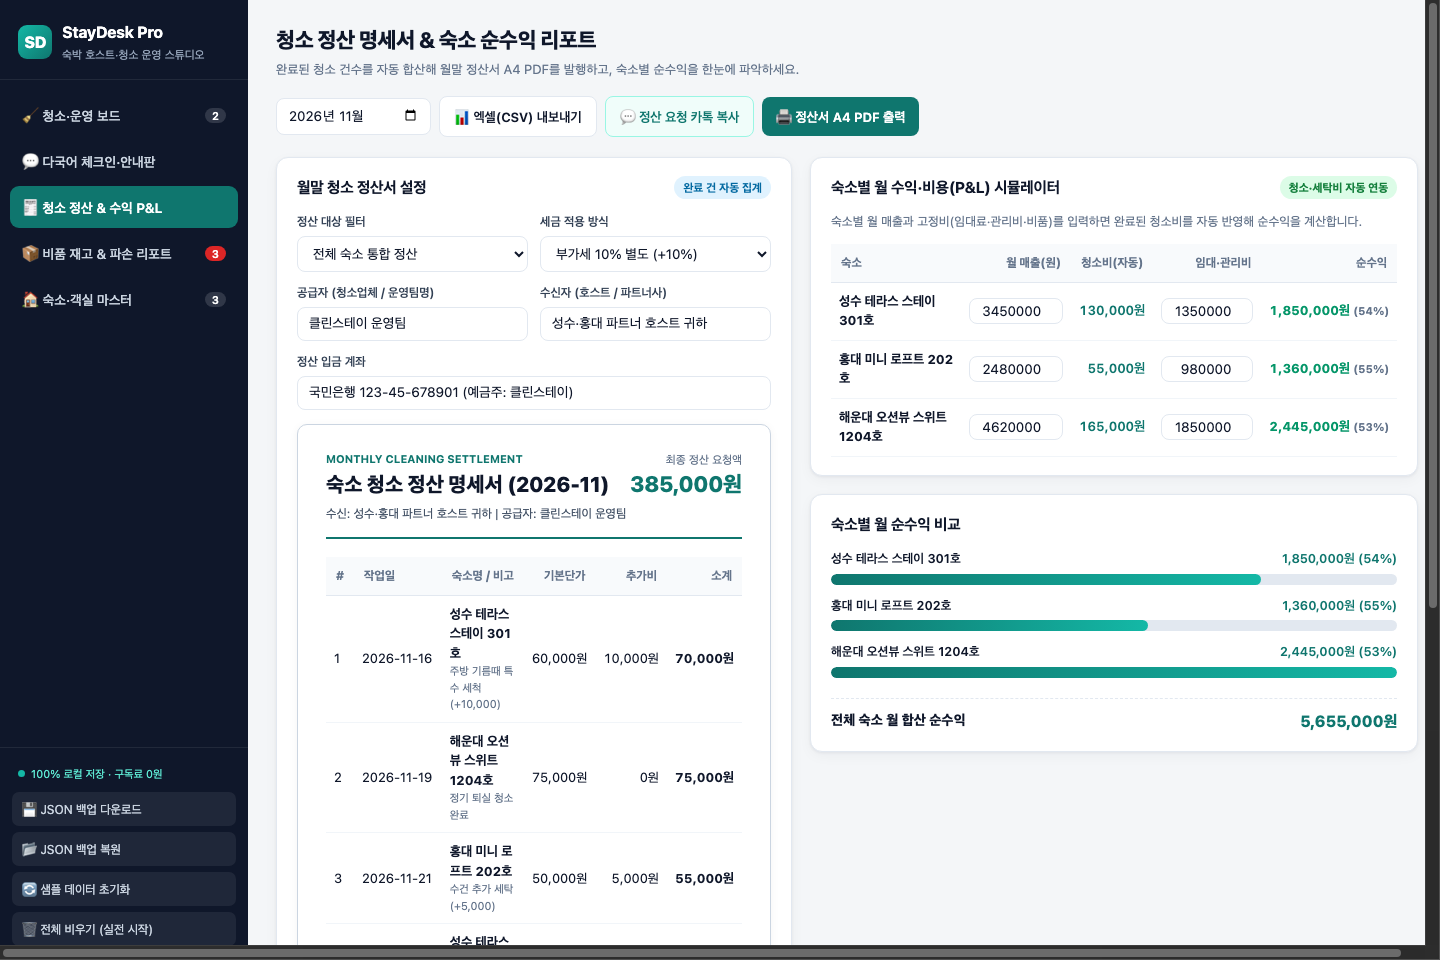 SD
StayDesk Pro
숙박 호스트·청소 운영 스튜디오
청소·운영 보드
2
다국어 체크인·안내판
청소 정산 & 수익 P&L
비품 재고 & 파손 리포트
3
숙소·객실 마스터
3
100% 로컬 저장 · 구독료 0원
JSON 백업 다운로드
JSON 백업 복원
샘플 데이터 초기화
전체 비우기 (실전 시작)
청소 정산 명세서 & 숙소 순수익 리포트
완료된 청소 건수를 자동 합산해 월말 정산서 A4 PDF를 발행하고, 숙소별 순수익을 한눈에 파악하세요.
2026년 11월
엑셀(CSV) 내보내기
정산 요청 카톡 복사
정산서 A4 PDF 출력
월말 청소 정산서 설정
완료 건 자동 집계
정산 대상 필터
세금 적용 방식
전체 숙소 통합 정산
부가세 10% 별도 (+10%)
공급자 (청소업체 / 운영팀명)
수신자 (호스트 / 파트너사)
클린스테이 운영팀
성수·홍대 파트너 호스트 귀하
정산 입금 계좌
국민은행 123-45-678901 (예금주: 클린스테이)
MONTHLY CLEANING SETTLEMENT
최종 정산 요청액
숙소 청소 정산 명세서 (2026-11)
385,000원
수신: 성수·홍대 파트너 호스트 귀하 | 공급자: 클린스테이 운영팀
# 작업일 숙소명 / 비고 기본단가 추가비 소계
성수 테라스
스테이 301
호
1 2026-11-16 60,000원 10,000원 70,000원
주방 기름때 특
수 세척
(+10,000)
해운대 오션
뷰 스위트
1204호
2 2026-11-19 75,000원 0원 75,000원
정기 퇴실 청소
완료
홍대 미니 로
프트 202호
3 2026-11-21 50,000원 5,000원 55,000원
수건 추가 세탁
(+5,000)
성수 테라스
숙소별 월 수익·비용(P&L) 시뮬레이터
청소·세탁비 자동 연동
숙소별 월 매출과 고정비(임대료·관리비·비품)를 입력하면 완료된 청소비를 자동 반영해 순수익을 계산합니다.
숙소 월 매출(원) 청소비(자동) 임대·관리비 순수익
성수 테라스 스테이
301호
3450000 130,000원 1350000 1,850,000원 (54%)
홍대 미니 로프트 202
호
2480000 55,000원 980000 1,360,000원 (55%)
해운대 오션뷰 스위트
1204호
4620000 165,000원 1850000 2,445,000원 (53%)
숙소별 월 순수익 비교
성수 테라스 스테이 301호
1,850,000원 (54%)
홍대 미니 로프트 202호
1,360,000원 (55%)
해운대 오션뷰 스위트 1204호
2,445,000원 (53%)
전체 숙소 월 합산 순수익
5,655,000원